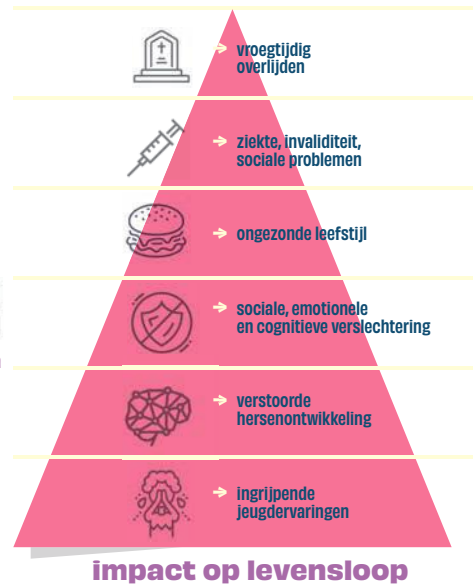 vroegtijdig
overlijden
ziekte, invaliditeit,
sociale problemen
ongezonde leefstijl
sociale, emotionele
en cognitieve verslechtering
verstoorde
hersenontwikkeling
ingrijpende
jeugdervaringen
impact op levensloop